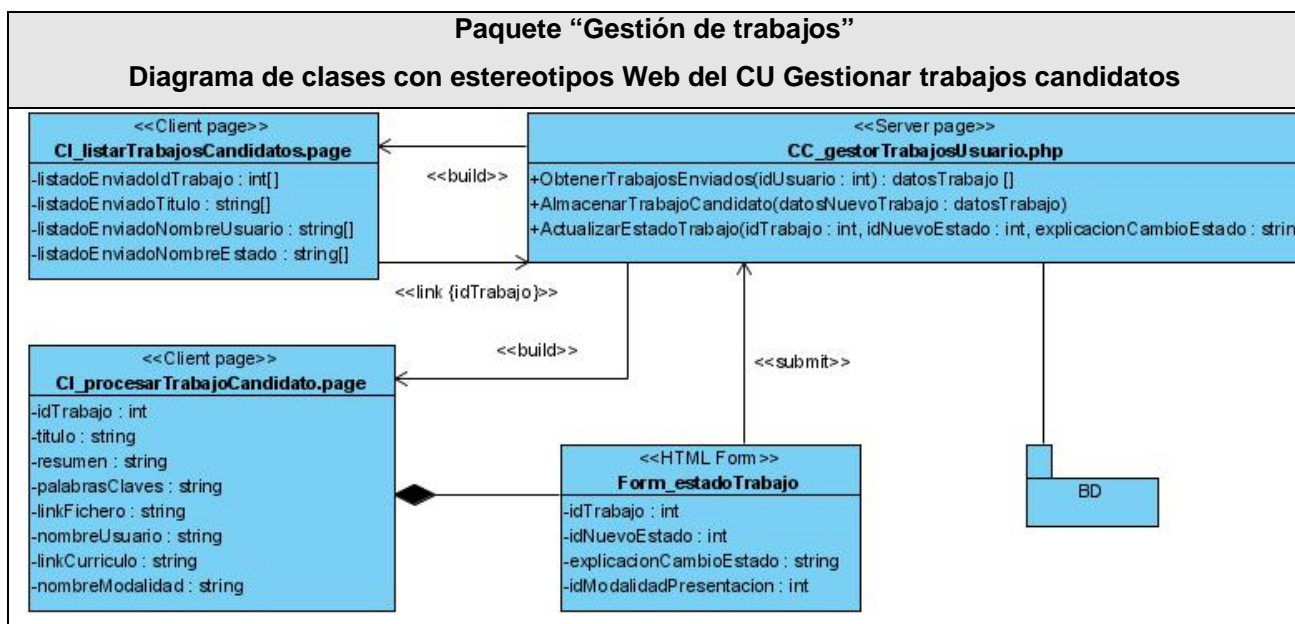 Paquete “Gestión de trabajos”
Diagrama de clases con estereotipos Web del CU Gestionar trabajos candidatos
<<Client page>>
CI_listarTrabajosCandidatos.page
-listadoEnviadoIdTrabajo : int[]
-listadoEnviadoTitulo : string[]
-listadoEnviadoNombreUsuario : string[]
-listadoEnviadoNombreEstado : string[]
<<build>>
<<Server page>>
CC_gestorTrabajosUsuario.php
+ObtenerTrabajosEnviados(idUsuario : int) : datosTrabajo []
+AlmacenarTrabajoCandidato(datosNuevoTrabajo : datosTrabajo)
+ActualizarEstadoTrabajo(idTrabajo : int, idNuevoEstado : int, explicacionCambioEstado : strin
<<link {idTrabajo}>>
<<build>>
<<submit>>
<<Client page>>
CI_procesarTrabajoCandidato.page
-idTrabajo : int
-titulo : string
-resumen : string
-palabrasClaves : string
-linkFichero : string
-nombreUsuario : string
-linkCurriculo : string
-nombreModalidad : string
<<HTML Form>>
Form_estadoTrabajo
-idTrabajo : int
-idNuevoEstado : int
-explicacionCambioEstado : string
-idModalidadPresentacion : int
BD